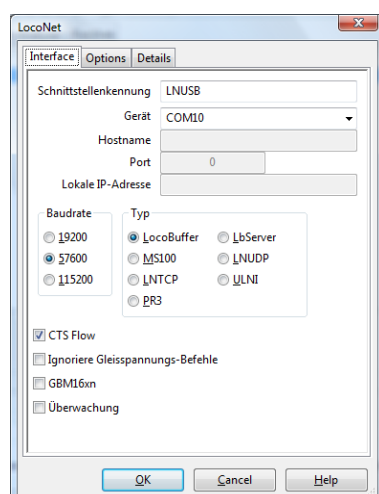 LocoNet
Interface Options Details
Schnittstellenkennung LNUSB
Gerät COM10
Hostname
Port 0
Lokale IP-Adresse
Baudrate Typ
19200 LocoBuffer LbServer
57600 MS100 LNUDP
115200 LNTCP ULNI
PR3
CTS Flow
Ignoriere Gleisspannungs-Befehle
GBM16xn
Überwachung
OK Cancel Help